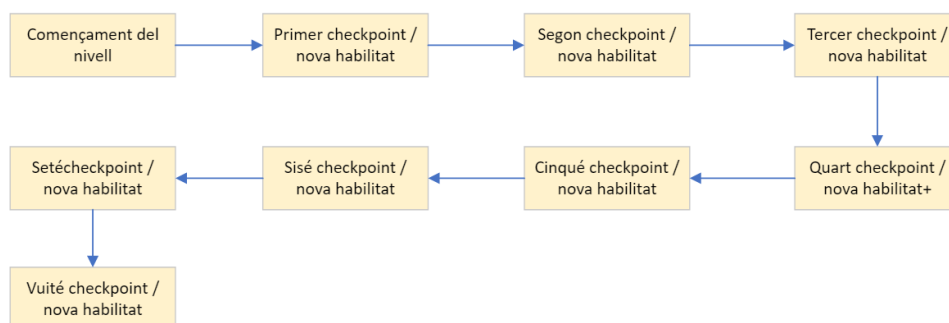 Començament del
nivell
Primer checkpoint /
nova habilitat
Segon checkpoint /
nova habilitat
Tercer checkpoint /
nova habilitat
Quart checkpoint /
nova habilitat+
Cinqué checkpoint /
nova habilitat
Sisé checkpoint /
nova habilitat
Setécheckpoint /
nova habilitat
Vuité checkpoint /
nova habilitat